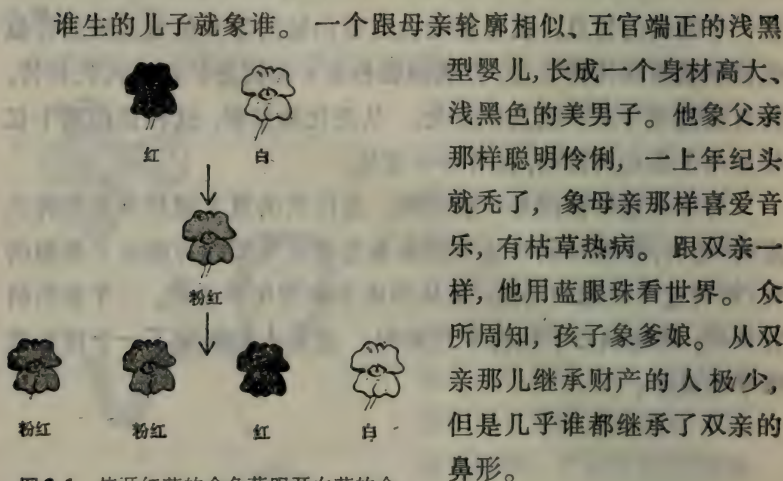 谁生的儿子就象谁。一个跟母亲轮廓相似、五官端正的浅黑
型婴儿,长成一个身材高大、
浅黑色的美男子。他象父亲
那样聪明伶俐,一上年纪头
就秃了,象母亲那样喜爱音
乐,有枯草热病。跟双亲一
样,他用蓝眼珠看世界。众
所周知,孩子象爹娘。从双
亲那儿继承财产的人极少,
但是几乎谁都继承了双亲的
鼻形。
红 白
粉红
粉红 粉红 红 白